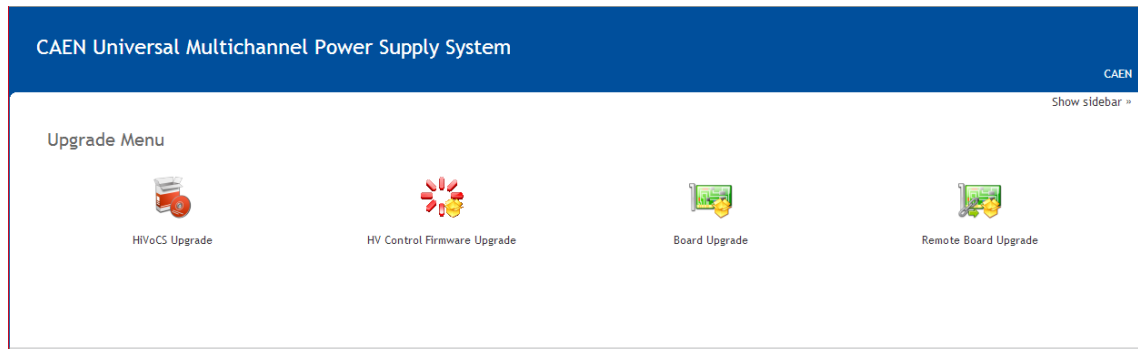 CAEN Universal Multichannel Power Supply System
CAEN
Show sidebar »
Upgrade Menu
HiVoCS Upgrade
HV Control Firmware Upgrade
Board Upgrade
Remote Board Upgrade